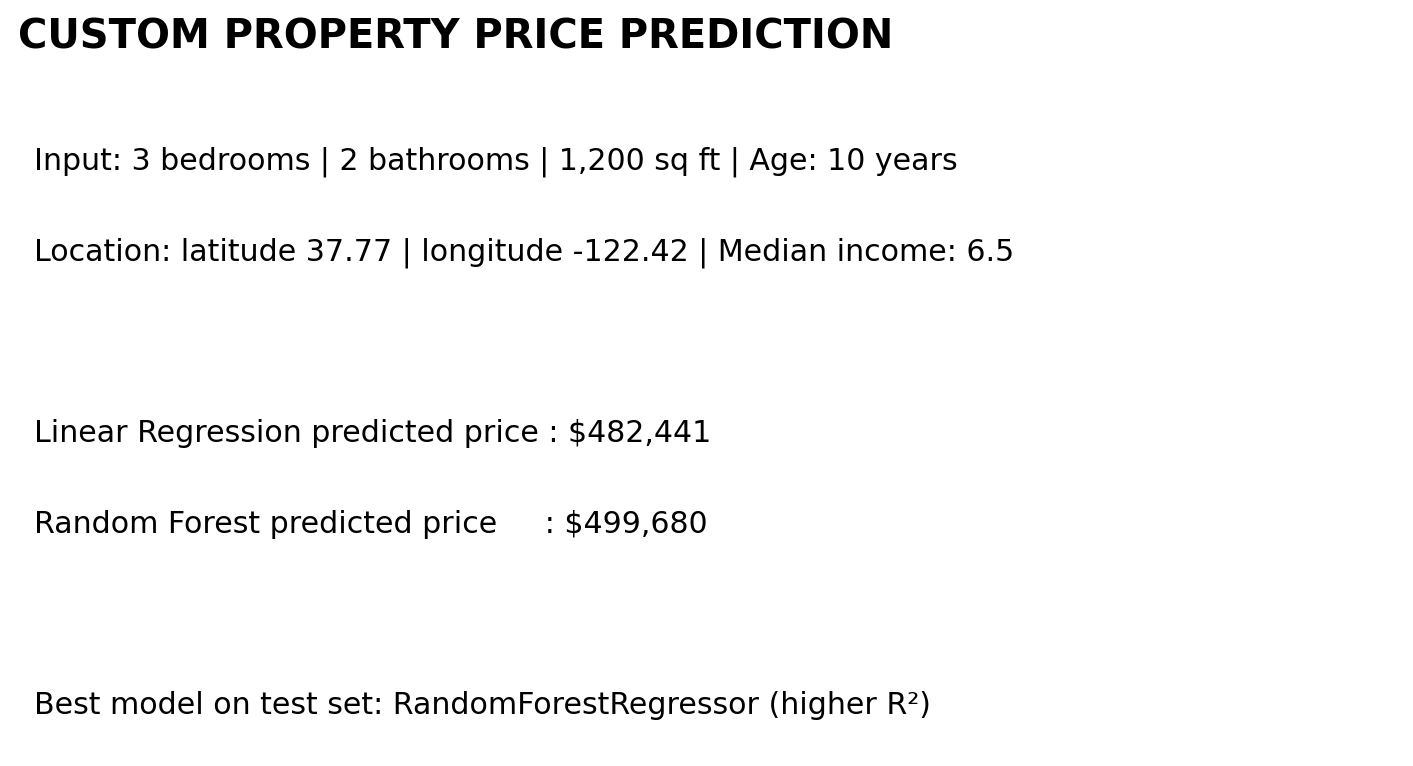 CUSTOM PROPERTY PRICE PREDICTION
Input: 3 bedrooms | 2 bathrooms | 1,200 sq ft | Age: 10 years
Location: latitude 37.77 | longitude -122.42 | Median income: 6.5
Linear Regression predicted price : $482,441
Random Forest predicted price     : $499,680
Best model on test set: RandomForestRegressor (higher R²)